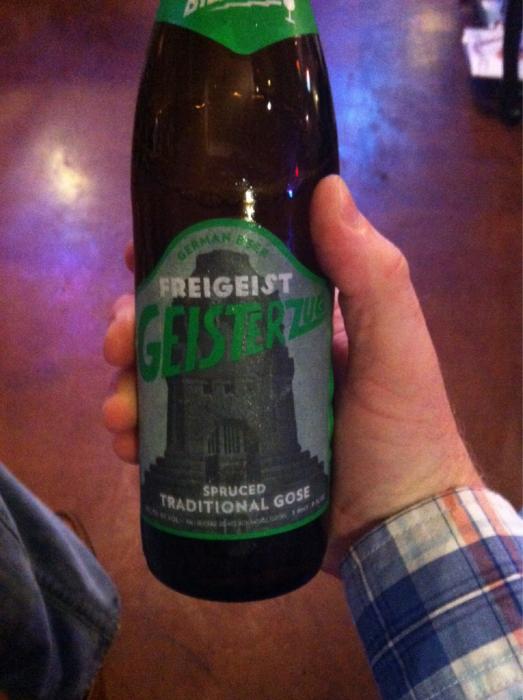 GERMAN BEER
FREIGEIST
GEISTERZUG
SPRUCED
TRADITIONAL GOSE